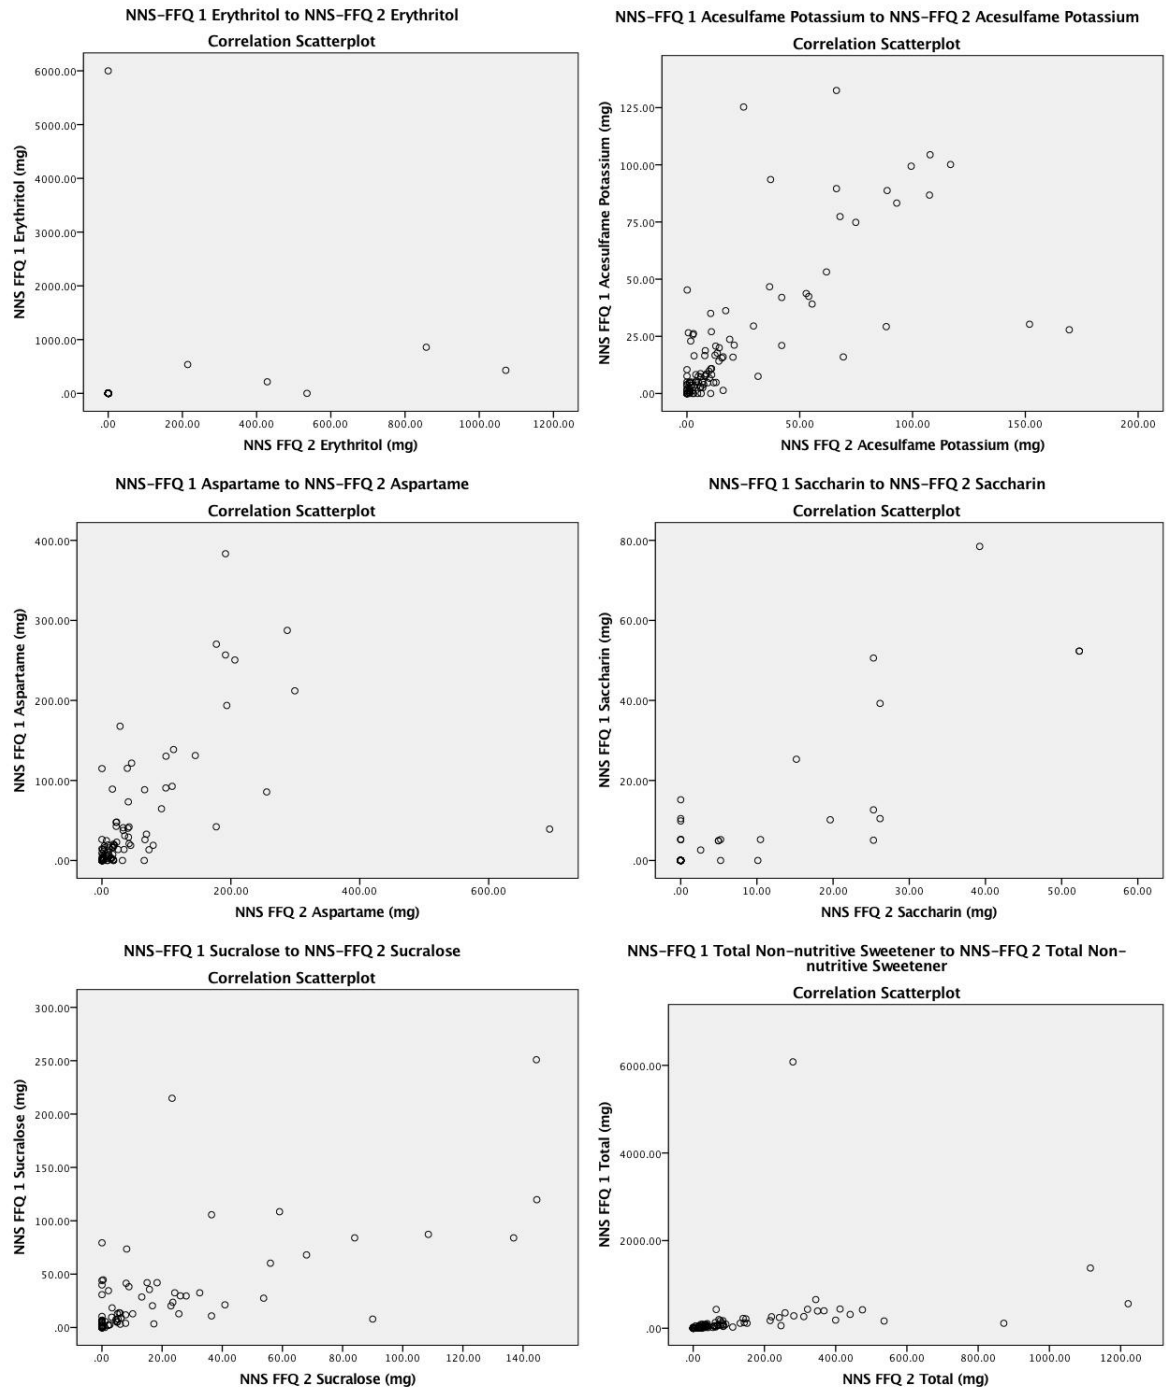 NNS-FFQ 1 Erythritol to NNS-FFQ 2 Erythritol
Correlation Scatterplot
NNS FFQ 1 Erythritol (mg)
6000.00
5000.00
4000.00
3000.00
2000.00
1000.00
.00
.00 200.00 400.00 600.00 800.00 1000.00 1200.00
NNS FFQ 2 Erythritol (mg)
NNS-FFQ 1 Acesulfame Potassium to NNS-FFQ 2 Acesulfame Potassium
Correlation Scatterplot
NNS FFQ 1 Acesulfame Potassium (mg)
125.00
100.00
75.00
50.00
25.00
.00
.00 50.00 100.00 150.00 200.00
NNS FFQ 2 Acesulfame Potassium (mg)
NNS-FFQ 1 Aspartame to NNS-FFQ 2 Aspartame
Correlation Scatterplot
NNS FFQ 1 Aspartame (mg)
400.00
300.00
200.00
100.00
.00
.00 200.00 400.00 600.00
NNS FFQ 2 Aspartame (mg)
NNS-FFQ 1 Saccharin to NNS-FFQ 2 Saccharin
Correlation Scatterplot
NNS FFQ 1 Saccharin (mg)
80.00
60.00
40.00
20.00
.00
.00 10.00 20.00 30.00 40.00 50.00 60.00
NNS FFQ 2 Saccharin (mg)
NNS-FFQ 1 Sucralose to NNS-FFQ 2 Sucralose
Correlation Scatterplot
NNS FFQ 1 Sucralose (mg)
300.00
250.00
200.00
150.00
100.00
50.00
.00
.00 20.00 40.00 60.00 80.00 100.00 120.00 140.00
NNS FFQ 2 Sucralose (mg)
NNS-FFQ 1 Total Non-nutritive Sweetener to NNS-FFQ 2 Total Non-
nutritive Sweetener
Correlation Scatterplot
NNS FFQ 1 Total (mg)
6000.00
4000.00
2000.00
.00
.00 200.00 400.00 600.00 800.00 1000.00 1200.00
NNS FFQ 2 Total (mg)